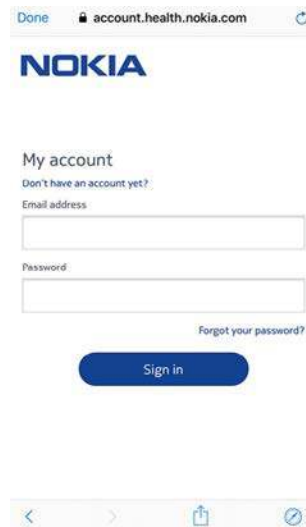 Done account.health.nokia.com
NOKIA
My account
Don't have an account yet?
Email address
Password
Forgot your password?
Sign in